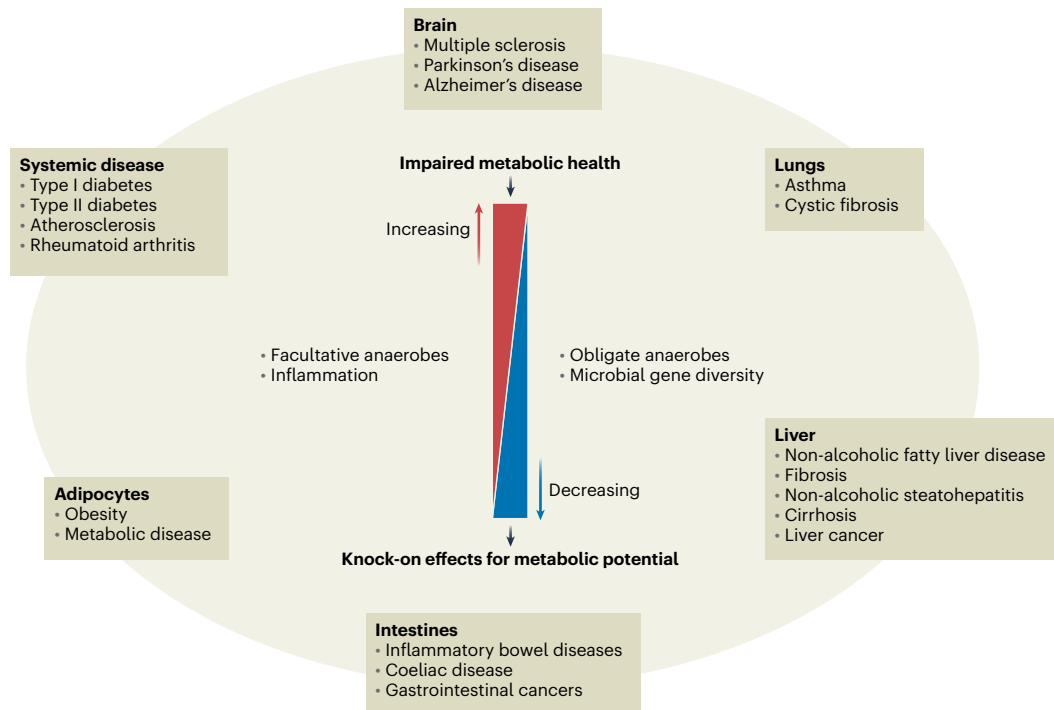 Brain
• Multiple sclerosis
• Parkinson’s disease
• Alzheimer’s disease
Systemic disease
• Type I diabetes
• Type II diabetes
• Atherosclerosis
• Rheumatoid arthritis
Impaired metabolic health
Lungs
• Asthma
• Cystic fibrosis
Increasing
• Facultative anaerobes
• Inflammation
• Obligate anaerobes
• Microbial gene diversity
Adipocytes
• Obesity
• Metabolic disease
Decreasing
Liver
• Non-alcoholic fatty liver disease
• Fibrosis
• Non-alcoholic steatohepatitis
• Cirrhosis
• Liver cancer
Knock-on effects for metabolic potential
Intestines
• Inflammatory bowel diseases
• Coeliac disease
• Gastrointestinal cancers